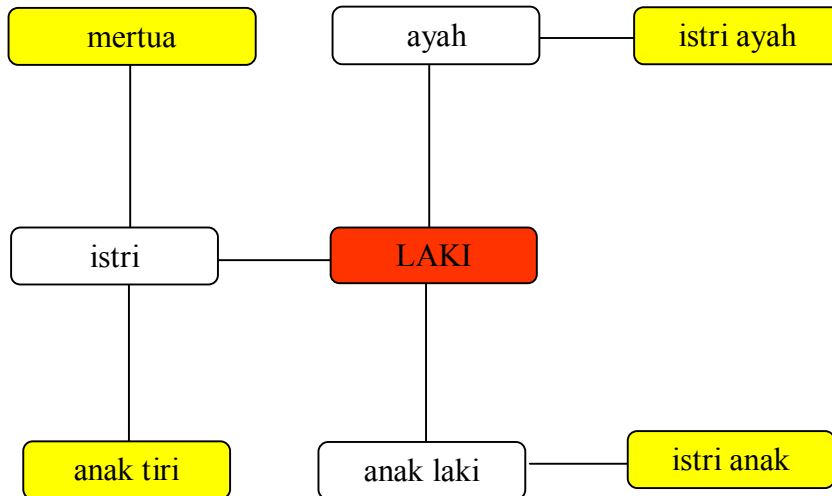 mertua
ayah
istri ayah
istri
LAKI
anak tiri
anak laki
istri anak